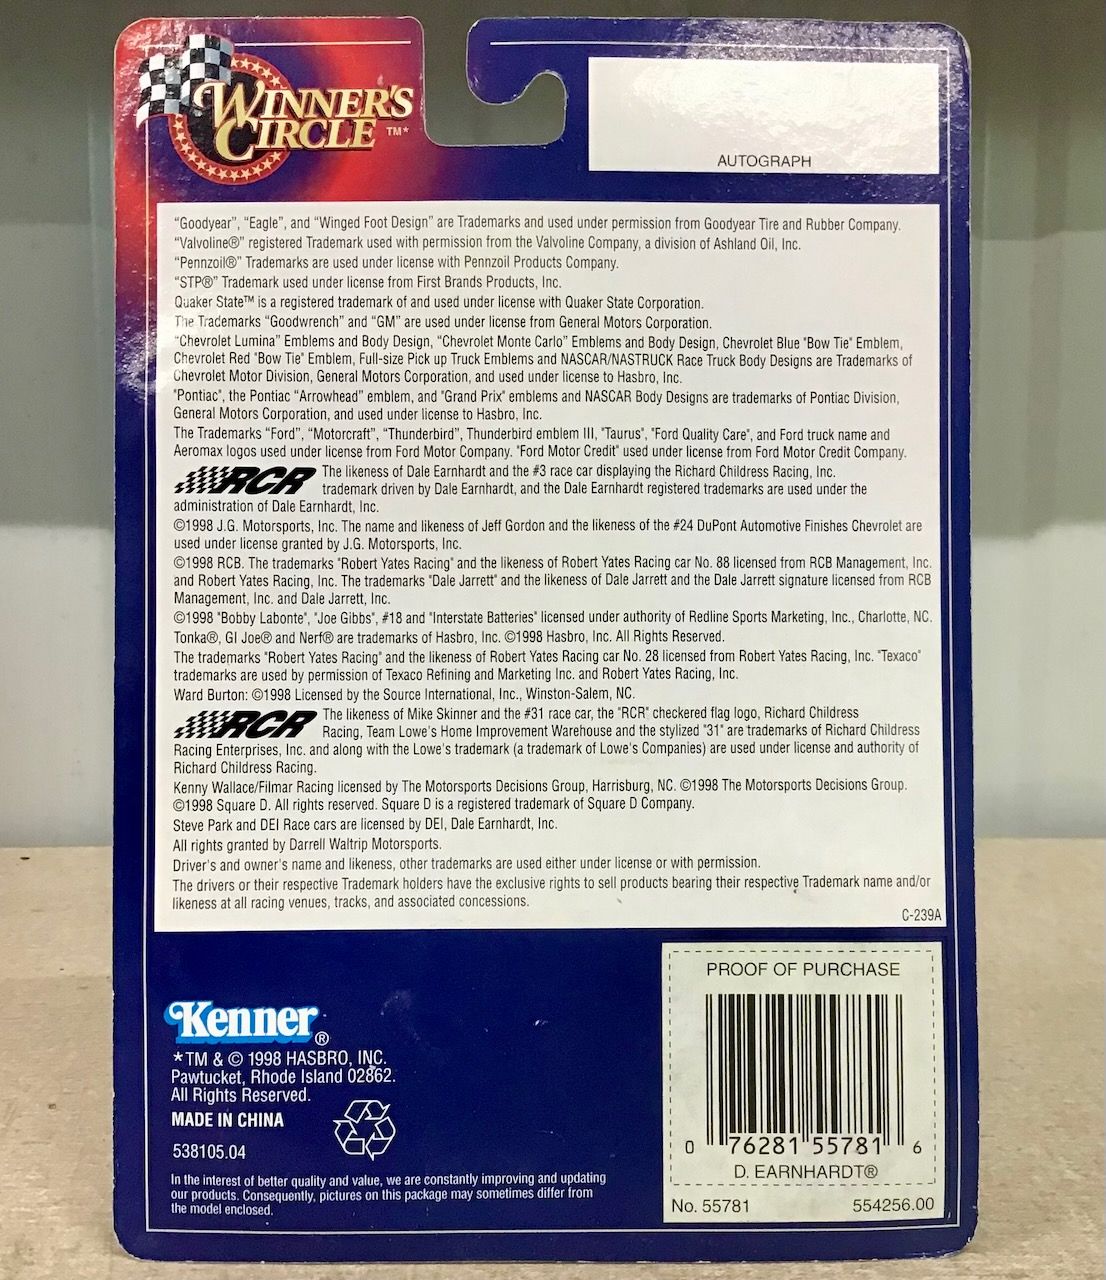 WINNER'S
CIRCLE ™*
AUTOGRAPH
“Goodyear”, “Eagle”, and “Winged Foot Design” are Trademarks and used under permission from Goodyear Tire and Rubber Company.
“Valvoline®” registered Trademark used with permission from the Valvoline Company, a division of Ashland Oil, Inc.
“Pennzoil®” Trademarks are used under license with Pennzoil Products Company.
“STP®” Trademark used under license from First Brands Products, Inc.
Quaker State™ is a registered trademark of and used under license with Quaker State Corporation.
The Trademarks “Goodwrench” and “GM” are used under license from General Motors Corporation.
“Chevrolet Lumina” Emblems and Body Design, “Chevrolet Monte Carlo” Emblems and Body Design, Chevrolet Blue "Bow Tie" Emblem,
Chevrolet Red "Bow Tie" Emblem, Full-size Pick up Truck Emblems and NASCAR/NASTRUCK Race Truck Body Designs are Trademarks of
Chevrolet Motor Division, General Motors Corporation, and used under license to Hasbro, Inc.
"Pontiac", the Pontiac “Arrowhead” emblem, and "Grand Prix" emblems and NASCAR Body Designs are trademarks of Pontiac Division,
General Motors Corporation, and used under license to Hasbro, Inc.
The Trademarks “Ford”, “Motorcraft”, “Thunderbird”, Thunderbird emblem III, "Taurus", "Ford Quality Care", and Ford truck name and
Aeromax logos used under license from Ford Motor Company. "Ford Motor Credit" used under license from Ford Motor Credit Company.
RCR The likeness of Dale Earnhardt and the #3 race car displaying the Richard Childress Racing, Inc.
trademark driven by Dale Earnhardt, and the Dale Earnhardt registered trademarks are used under the
administration of Dale Earnhardt, Inc.
©1998 J.G. Motorsports, Inc. The name and likeness of Jeff Gordon and the likeness of the #24 DuPont Automotive Finishes Chevrolet are
used under license granted by J.G. Motorsports, Inc.
©1998 RCB. The trademarks "Robert Yates Racing" and the likeness of Robert Yates Racing car No. 88 licensed from RCB Management, Inc.
and Robert Yates Racing, Inc. The trademarks "Dale Jarrett" and the likeness of Dale Jarrett and the Dale Jarrett signature licensed from RCB
Management, Inc. and Dale Jarrett, Inc.
©1998 "Bobby Labonte", "Joe Gibbs", #18 and "Interstate Batteries" licensed under authority of Redline Sports Marketing, Inc., Charlotte, NC.
Tonka®, GI Joe® and Nerf® are trademarks of Hasbro, Inc. ©1998 Hasbro, Inc. All Rights Reserved.
The trademarks "Robert Yates Racing" and the likeness of Robert Yates Racing car No. 28 licensed from Robert Yates Racing, Inc. "Texaco"
trademarks are used by permission of Texaco Refining and Marketing Inc. and Robert Yates Racing, Inc.
Ward Burton: ©1998 Licensed by the Source International, Inc., Winston-Salem, NC.
RCR The likeness of Mike Skinner and the #31 race car, the "RCR" checkered flag logo, Richard Childress
Racing, Team Lowe's Home Improvement Warehouse and the stylized "31" are trademarks of Richard Childress
Racing Enterprises, Inc. and along with the Lowe's trademark (a trademark of Lowe's Companies) are used under license and authority of
Richard Childress Racing.
Kenny Wallace/Filmar Racing licensed by The Motorsports Decisions Group, Harrisburg, NC. ©1998 The Motorsports Decisions Group.
©1998 Square D. All rights reserved. Square D is a registered trademark of Square D Company.
Steve Park and DEI Race cars are licensed by DEI, Dale Earnhardt, Inc.
All rights granted by Darrell Waltrip Motorsports.
Driver's and owner's name and likeness, other trademarks are used either under license or with permission.
The drivers or their respective Trademark holders have the exclusive rights to sell products bearing their respective Trademark name and/or
likeness at all racing venues, tracks, and associated concessions.
C-239A
Kenner®
*TM & © 1998 HASBRO, INC.
Pawtucket, Rhode Island 02862.
All Rights Reserved.
MADE IN CHINA
538105.04
In the interest of better quality and value, we are constantly improving and updating
our products. Consequently, pictures on this package may sometimes differ from
the model enclosed.
PROOF OF PURCHASE
0 76281 55781 6
D. EARNHARDT®
No. 55781 554256.00